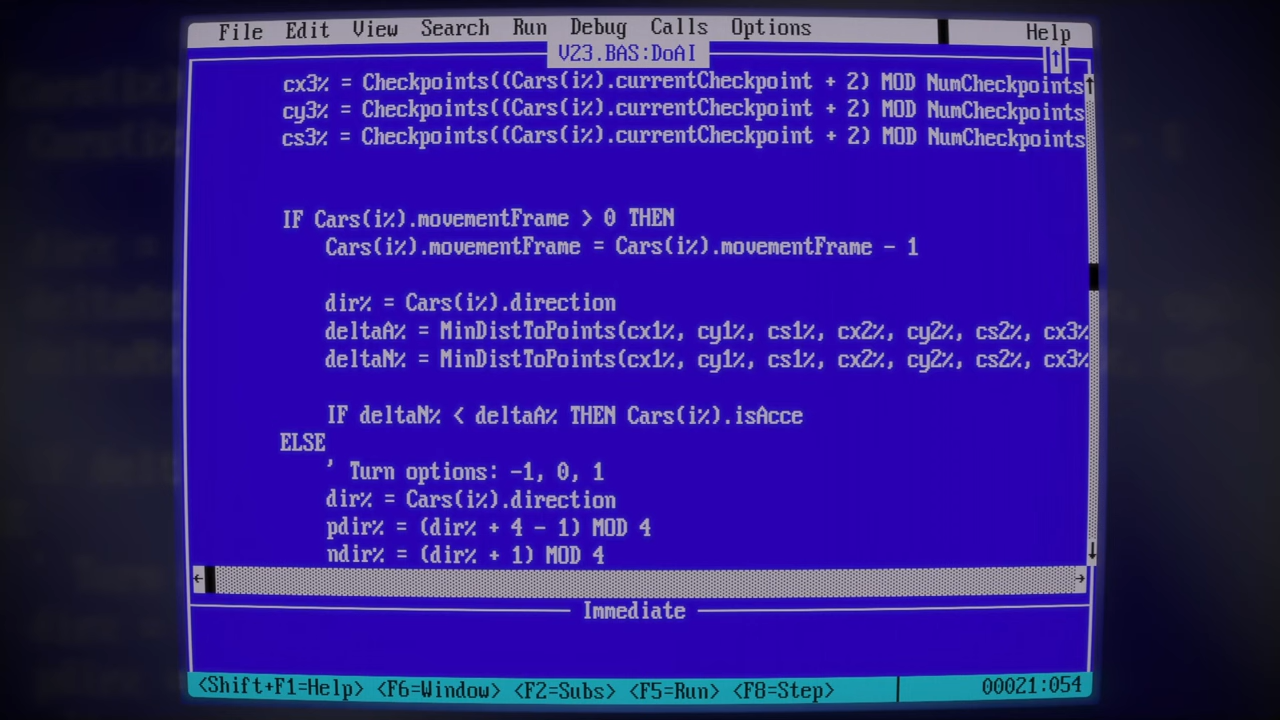 File Edit View Search Run Debug Calls Options Help
V23.BAS:DoAI
cx3% = Checkpoints((Cars(i%).currentCheckpoint + 2) MOD NumCheckpoints
cy3% = Checkpoints((Cars(i%).currentCheckpoint + 2) MOD NumCheckpoints
cs3% = Checkpoints((Cars(i%).currentCheckpoint + 2) MOD NumCheckpoints
IF Cars(i%).movementFrame > 0 THEN
Cars(i%).movementFrame = Cars(i%).movementFrame - 1
dir% = Cars(i%).direction
deltaA% = MinDistToPoints(cx1%, cy1%, cs1%, cx2%, cy2%, cs2%, cx3%
deltaN% = MinDistToPoints(cx1%, cy1%, cs1%, cx2%, cy2%, cs2%, cx3%
IF deltaN% < deltaA% THEN Cars(i%).isAcce
ELSE
' Turn options: -1, 0, 1
dir% = Cars(i%).direction
pdir% = (dir% + 4 - 1) MOD 4
ndir% = (dir% + 1) MOD 4
Immediate
<Shift+F1=Help> <F6=Window> <F2=Subs> <F5=Run> <F8=Step> 00021:054